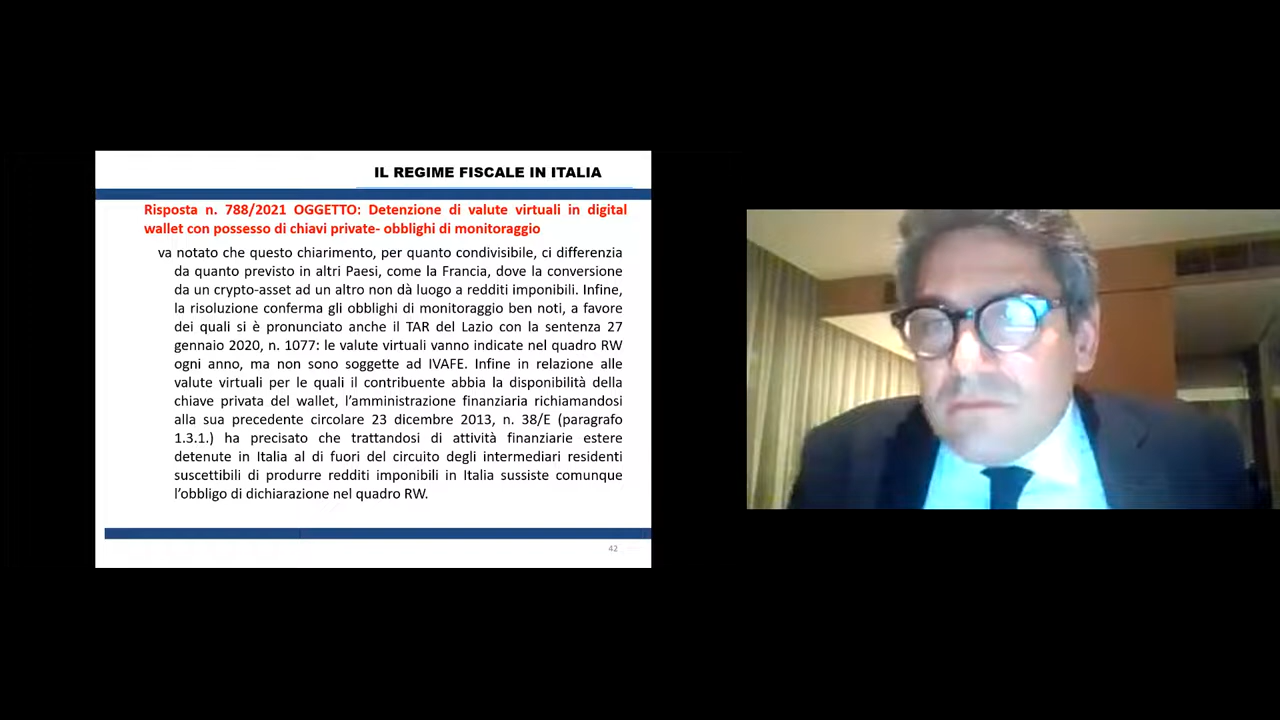 IL REGIME FISCALE IN ITALIA
Risposta n. 788/2021 OGGETTO: Detenzione di valute virtuali in digital
wallet con possesso di chiavi private- obblighi di monitoraggio
va notato che questo chiarimento, per quanto condivisibile, ci differenzia
da quanto previsto in altri Paesi, come la Francia, dove la conversione
da un crypto-asset ad un altro non dà luogo a redditi imponibili. Infine,
la risoluzione conferma gli obblighi di monitoraggio ben noti, a favore
dei quali si è pronunciato anche il TAR del Lazio con la sentenza 27
gennaio 2020, n. 1077: le valute virtuali vanno indicate nel quadro RW
ogni anno, ma non sono soggette ad IVAFE. Infine in relazione alle
valute virtuali per le quali il contribuente abbia la disponibilità della
chiave privata del wallet, l’amministrazione finanziaria richiamandosi
alla sua precedente circolare 23 dicembre 2013, n. 38/E (paragrafo
1.3.1.) ha precisato che trattandosi di attività finanziarie estere
detenute in Italia al di fuori del circuito degli intermediari residenti
suscettibili di produrre redditi imponibili in Italia sussiste comunque
l’obbligo di dichiarazione nel quadro RW.
42